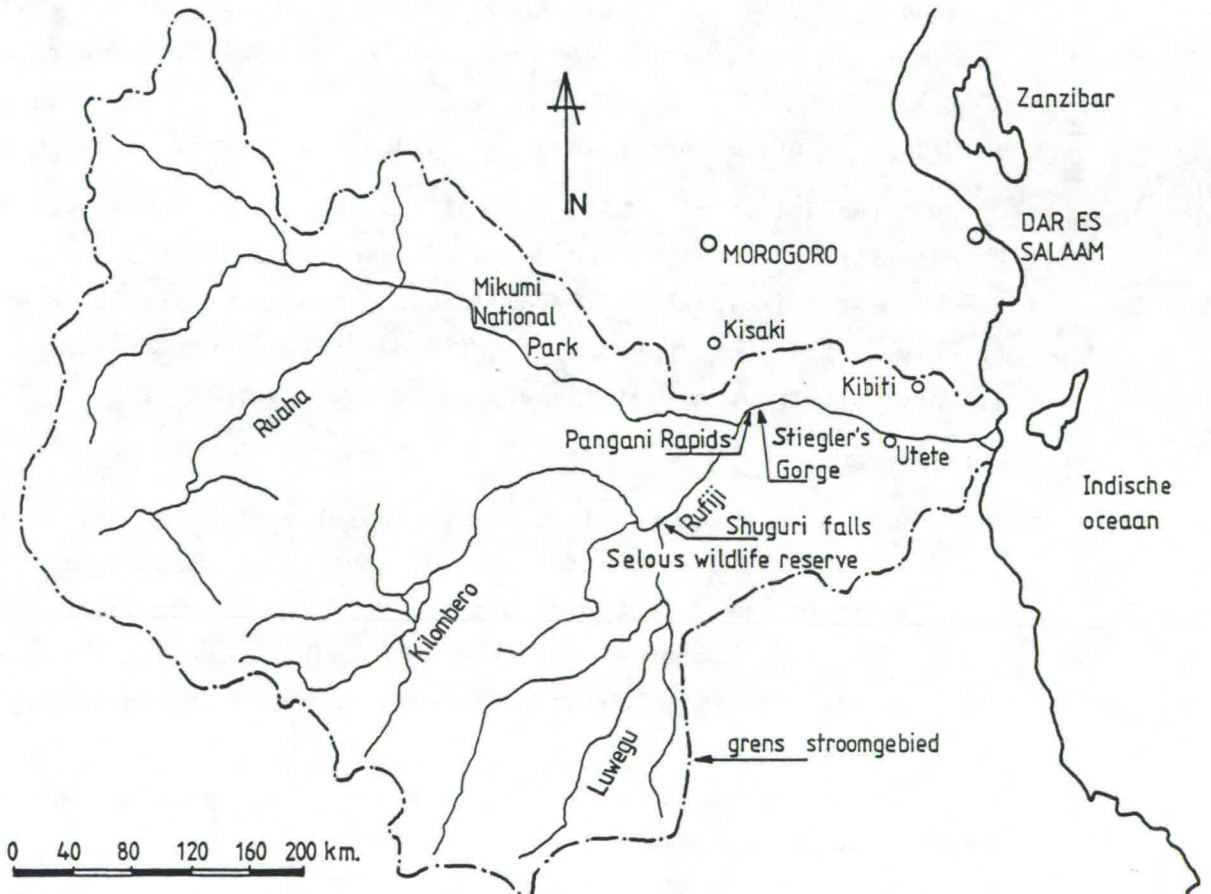 Zanzibar
N
DAR ES
SALAAM
MOROGORO
Mikumi
National
Park
Kisaki
Kibiti
Ruaha
Pangani Rapids
Stiegler's
Gorge
Utete
Indische
oceaan
Rufiji
Shuguri falls
Selous wildlife reserve
Kilombero
Luwegu
grens stroomgebied
0 40 80 120 160 200 km.